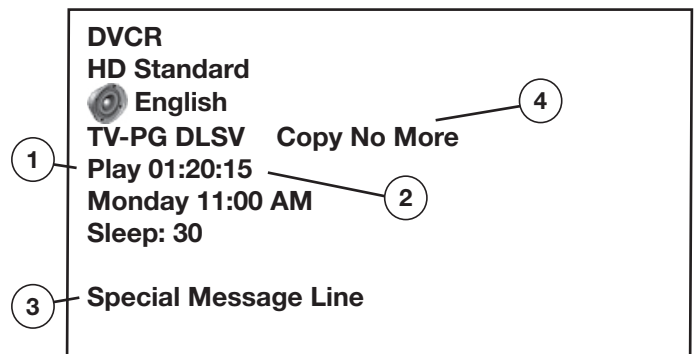 DVCR
HD Standard
English
TV-PG DLSV Copy No More
Play 01:20:15
Monday 11:00 AM
Sleep: 30
Special Message Line
1
2
3
4